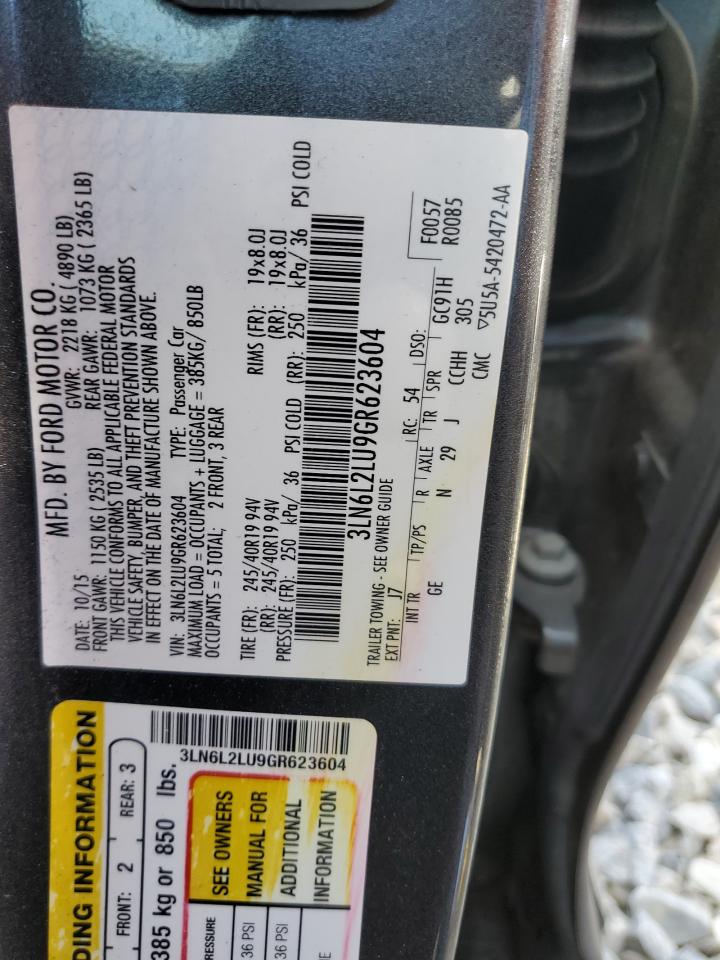 MFD. BY FORD MOTOR CO.
DATE: 10/15 GVWR: 2218 KG ( 4890 LB)
FRONT GAWR: 1150 KG ( 2535 LB) REAR GAWR: 1073 KG ( 2365 LB)
THIS VEHICLE CONFORMS TO ALL APPLICABLE FEDERAL MOTOR
VEHICLE SAFETY, BUMPER, AND THEFT PREVENTION STANDARDS
IN EFFECT ON THE DATE OF MANUFACTURE SHOWN ABOVE.
VIN: 3LN6L2LU9GR623604 TYPE: Passenger Car
MAXIMUM LOAD = OCCUPANTS + LUGGAGE = 385KG/ 850LB
OCCUPANTS = 5 TOTAL; 2 FRONT, 3 REAR
TIRE (FR): 245/40R19 94V RIMS (FR): 19x8.0J
(RR): 245/40R19 94V (RR): 19x8.0J
PRESSURE (FR): 250 kPa/ 36 PSI COLD (RR): 250 kPa/ 36 PSI COLD
3LN6L2LU9GR623604
TRAILER TOWING - SEE OWNER GUIDE
EXT PNT: J7 RC: 54 DSO: F0057
INT TR TP/PS R AXLE TR SPR GC91H R0085
GE N 29 J CCHH 305
CMC ▽5U5A-5420472-AA
3LN6L2LU9GR623604
DING INFORMATION
FRONT: 2 REAR: 3
385 kg or 850 lbs.
PRESSURE
36 PSI
36 PSI
SEE OWNERS
MANUAL FOR
ADDITIONAL
INFORMATION